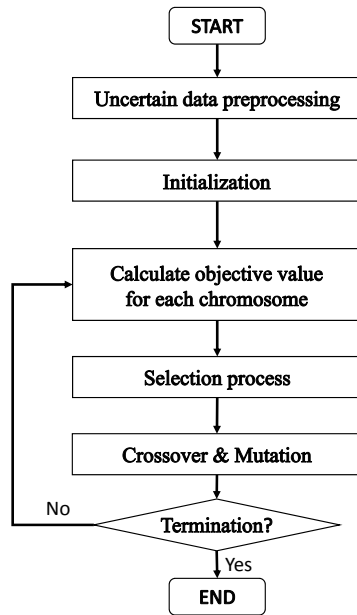 START
Uncertain data preprocessing
Initialization
Calculate objective value
for each chromosome
Selection process
Crossover & Mutation
Termination?
No
Yes
END